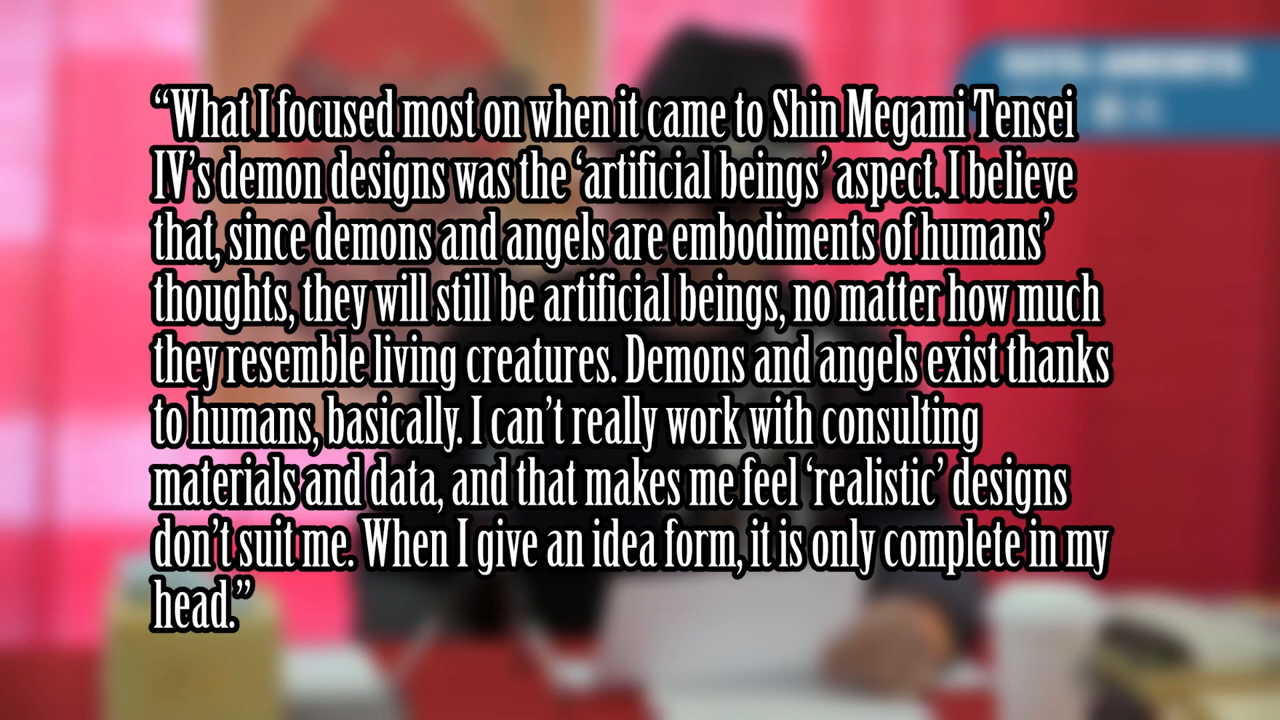 “What I focused most on when it came to Shin Megami Tensei
IV’s demon designs was the ‘artificial beings’ aspect. I believe
that, since demons and angels are embodiments of humans’
thoughts, they will still be artificial beings, no matter how much
they resemble living creatures. Demons and angels exist thanks
to humans, basically. I can’t really work with consulting
materials and data, and that makes me feel ‘realistic’ designs
don’t suit me. When I give an idea form, it is only complete in my
head.”